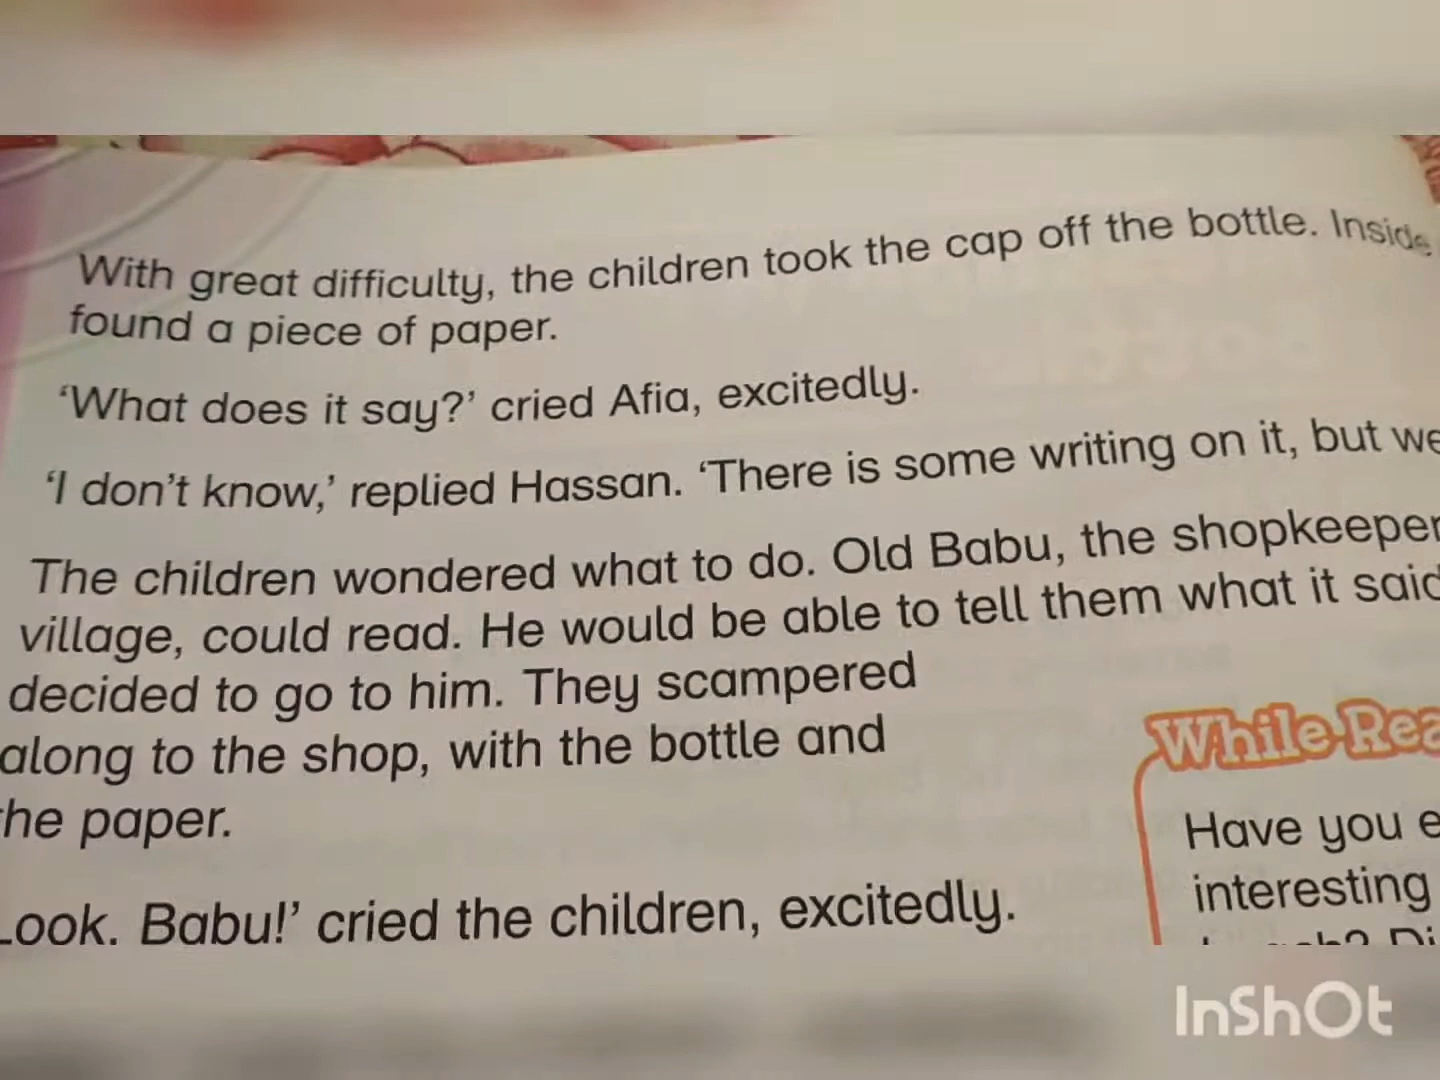 With great difficulty, the children took the cap off the bottle. Inside
found a piece of paper.
‘What does it say?’ cried Afia, excitedly.
‘I don’t know,’ replied Hassan. ‘There is some writing on it, but we
The children wondered what to do. Old Babu, the shopkeeper
village, could read. He would be able to tell them what it said
decided to go to him. They scampered
along to the shop, with the bottle and
he paper.
Look. Babu!’ cried the children, excitedly.
While-Rea
Have you e
interesting
InShOt